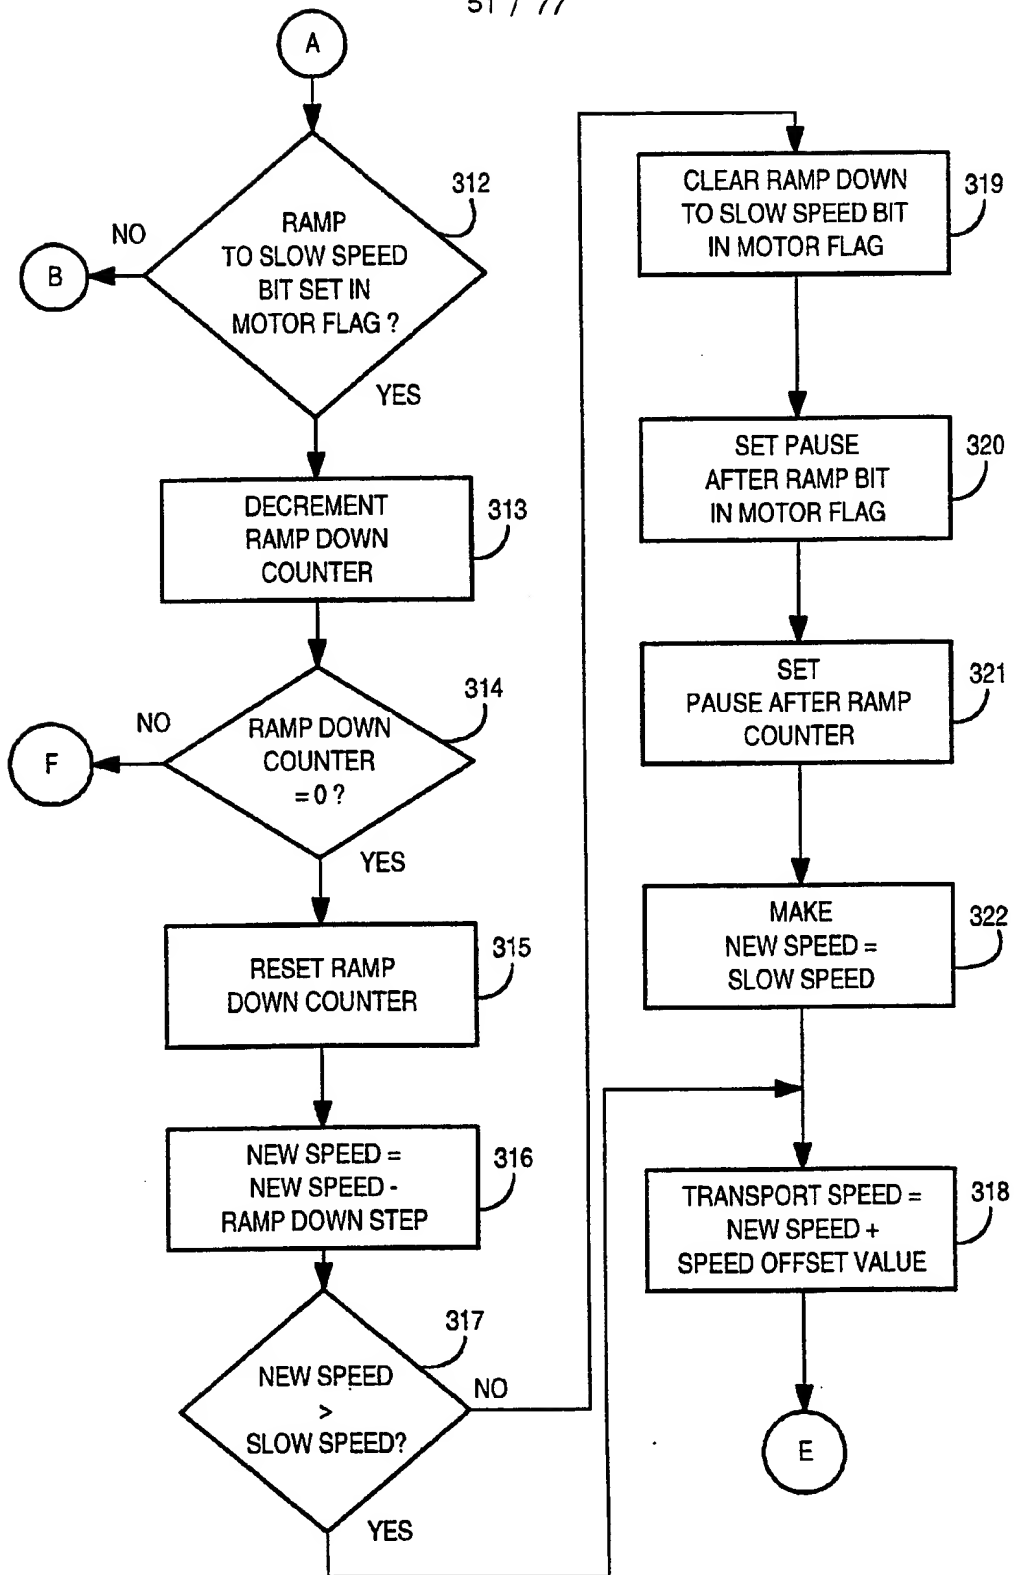 51 / 77
A
312
RAMP
TO SLOW SPEED
BIT SET IN
MOTOR FLAG ?
NO
B
YES
DECREMENT
RAMP DOWN
COUNTER
313
314
RAMP DOWN
COUNTER
= 0 ?
NO
F
YES
RESET RAMP
DOWN COUNTER
315
NEW SPEED =
NEW SPEED -
RAMP DOWN STEP
316
317
NEW SPEED
>
SLOW SPEED?
NO
YES
CLEAR RAMP DOWN
TO SLOW SPEED BIT
IN MOTOR FLAG
319
SET PAUSE
AFTER RAMP BIT
IN MOTOR FLAG
320
SET
PAUSE AFTER RAMP
COUNTER
321
MAKE
NEW SPEED =
SLOW SPEED
322
TRANSPORT SPEED =
NEW SPEED +
SPEED OFFSET VALUE
318
E